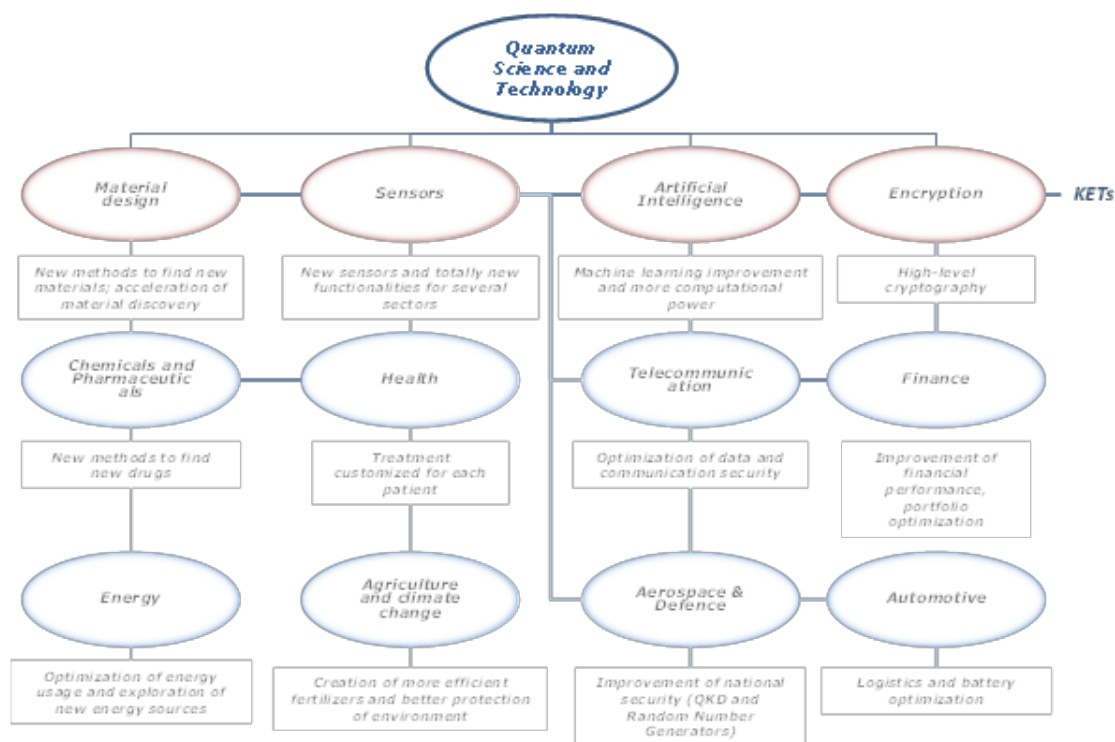 Quantum
Science and
Technology
Material
design
Sensors
Artificial
Intelligence
Encryption
KETs
New methods to find new
materials; acceleration of
material discovery
New sensors and totally new
functionalities for several
sectors
Machine learning improvement
and more computational
power
High-level
cryptography
Chemicals and
Pharmaceutic
als
Health
Telecommunic
ation
Finance
New methods to find
new drugs
Treatment
customized for each
patient
Optimization of data and
communication security
Improvement of
financial
performance,
portfolio
optimization
Energy
Agriculture
and climate
change
Aerospace &
Defence
Automotive
Optimization of energy
usage and exploration of
new energy sources
Creation of more efficient
fertilizers and better protection
of environment
Improvement of national
security (QKD and
Random Number
Generators)
Logistics and battery
optimization